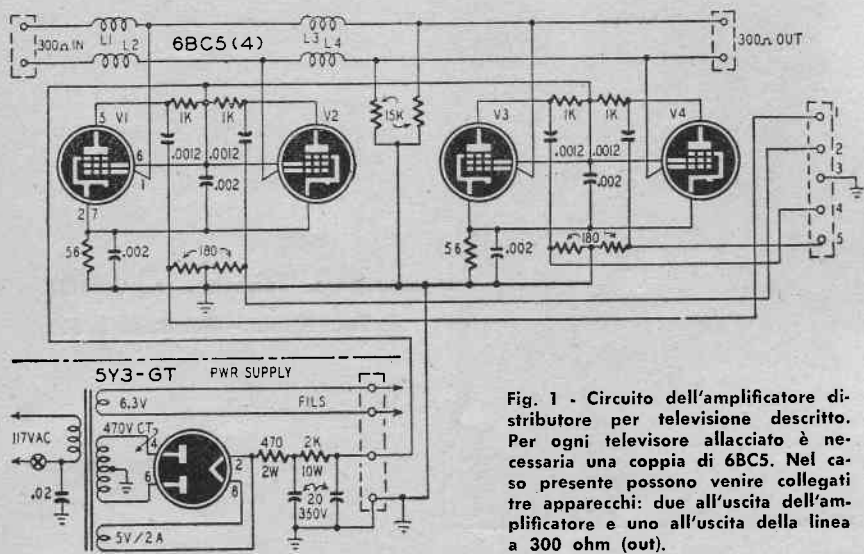 300Ω IN
L1
L2
6BC5(4)
L3
L4
300Ω OUT
5
V1
1K
1K
V2
15K
V3
1K
1K
V4
1
6
1
.0012
.0012
.0012
.0012
2
.002
.002
3
2 7
4
56
.002
180
56
.002
180
5
5Y3-GT PWR SUPPLY
6.3V
FILS
117VAC
470V CT.
4
2
470
2W
2K
10W
6
8
20
350V
.02
5V/2A
Fig. 1 - Circuito dell'amplificatore di-
stributore per televisione descritto.
Per ogni televisore allacciato è ne-
cessaria una coppia di 6BC5. Nel ca-
so presente possono venire collegati
tre apparecchi: due all'uscita dell'am-
plificatore e uno all'uscita della linea
a 300 ohm (out).